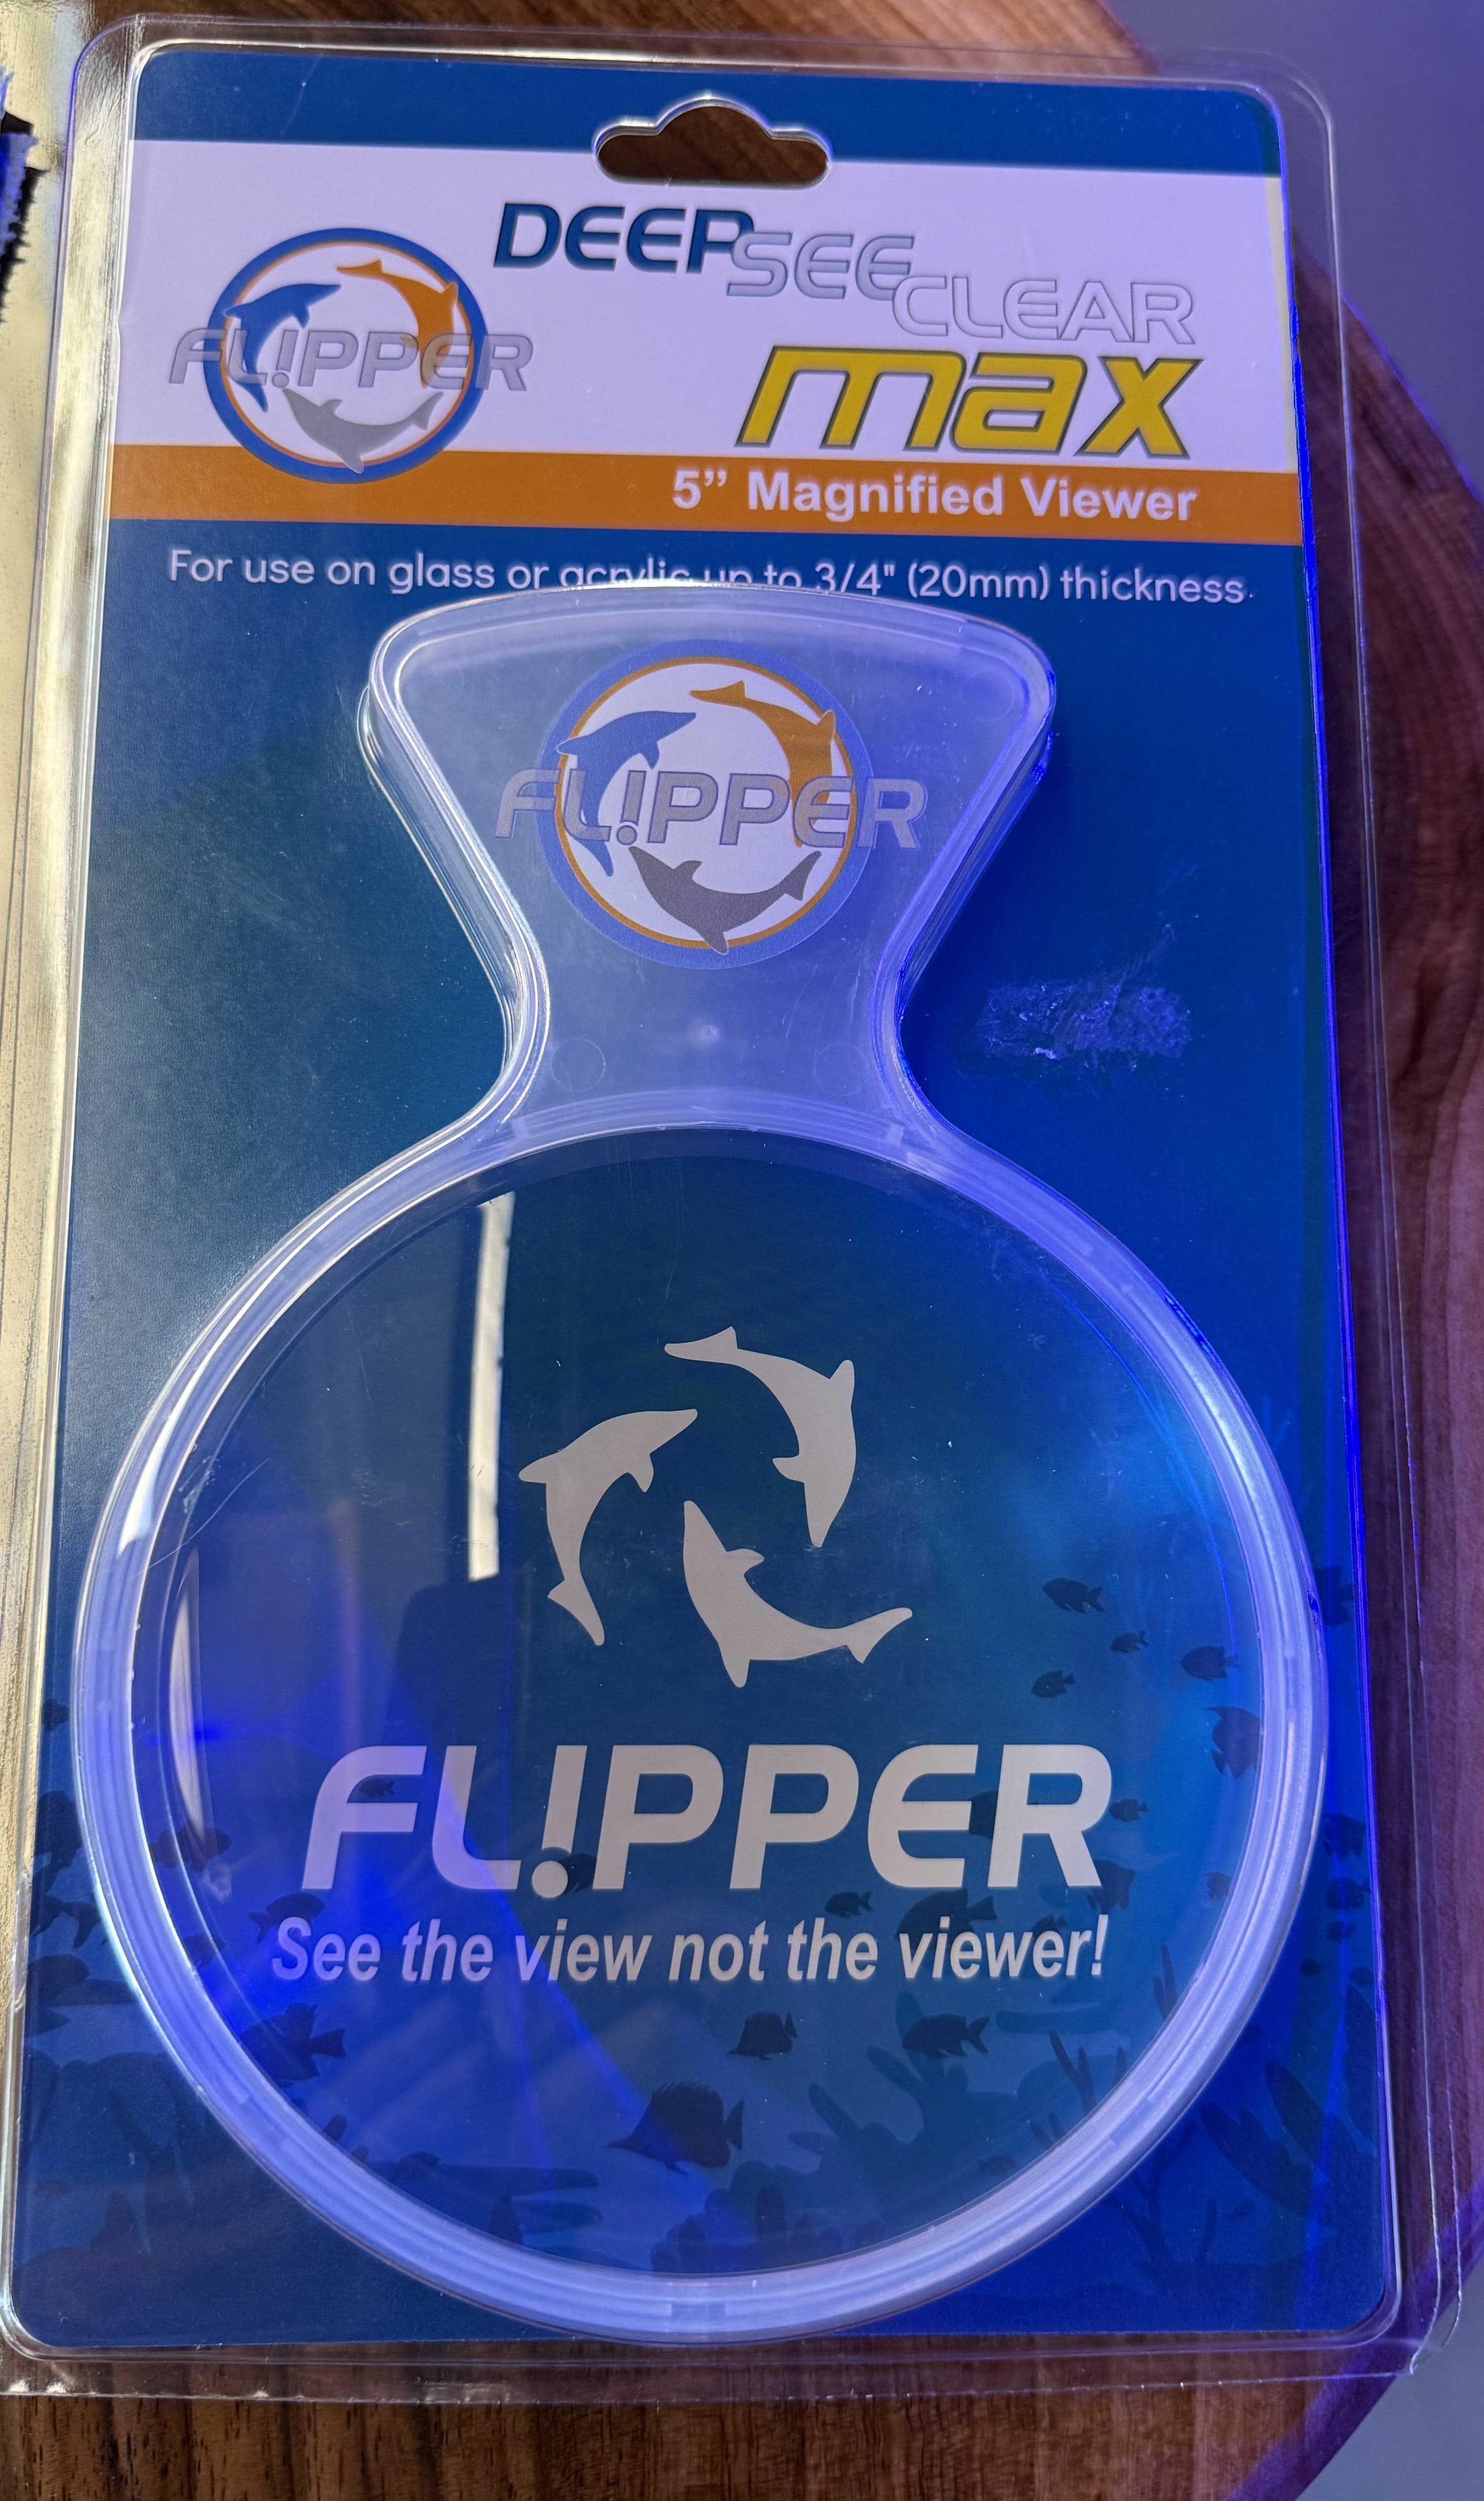 DEEP SEE CLEAR
FL!PPER
max
5” Magnified Viewer
For use on glass or acrylic up to 3/4" (20mm) thickness.
FL!PPER
FL!PPER
See the view not the viewer!